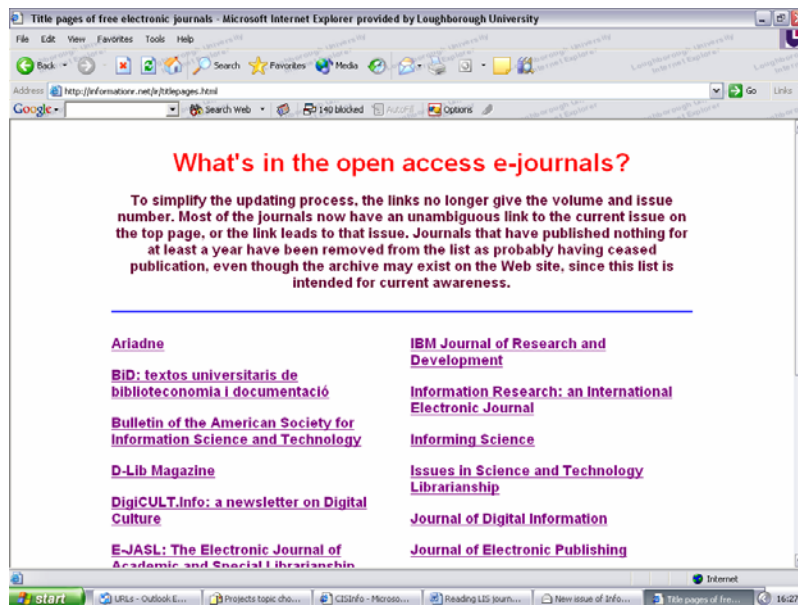 Title pages of free electronic journals - Microsoft Internet Explorer provided by Loughborough University
File Edit View Favorites Tools Help
Back Search Favorites Media
Address http://informationr.net/ir/titlepages.html Go Links
Google Search Web 140 blocked AutoFill Options
What's in the open access e-journals?
To simplify the updating process, the links no longer give the volume and issue
number. Most of the journals now have an unambiguous link to the current issue on
the top page, or the link leads to that issue. Journals that have published nothing for
at least a year have been removed from the list as probably having ceased
publication, even though the archive may exist on the Web site, since this list is
intended for current awareness.
Ariadne
BiD: textos universitaris de
biblioteconomia i documentació
Bulletin of the American Society for
Information Science and Technology
D-Lib Magazine
DigiCULT.Info: a newsletter on Digital
Culture
E-JASL: The Electronic Journal of
Academic and Special Librarianship
IBM Journal of Research and
Development
Information Research: an International
Electronic Journal
Informing Science
Issues in Science and Technology
Librarianship
Journal of Digital Information
Journal of Electronic Publishing
Internet
start URLs - Outlook E... Projects topic cho... CISInfo - Microso... Reading LIS journ... New issue of Info... Title pages of fre... 16:27